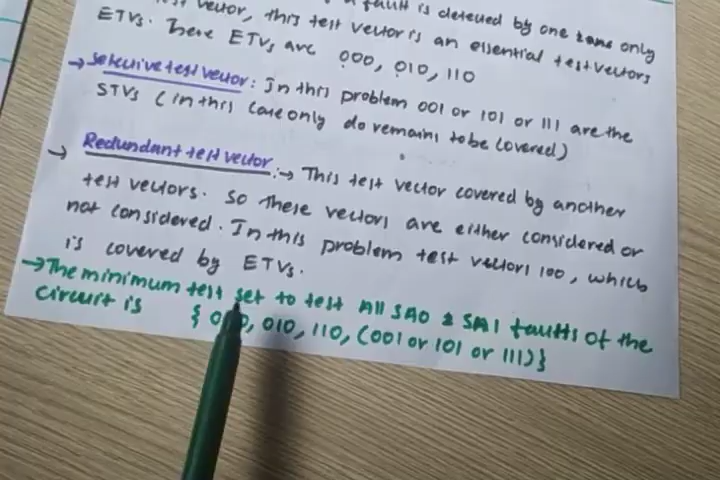 fault is detected by one only
test vector, this test vector is an essential test vectors
ETVs. There ETVs are 000, 010, 110
→ Selective test vector: In this problem 001 or 101 or 111 are the
STVs (in this case only do remains to be covered)
→ Redundant test vector :→ This test vector covered by another
test vectors. So these vectors are either considered or
not considered. In this problem test vectors 100, which
is covered by ETVs.
→ The minimum test set to test All SA0 & SA1 faults of the
circuit is { 000, 010, 110, (001 or 101 or 111)}